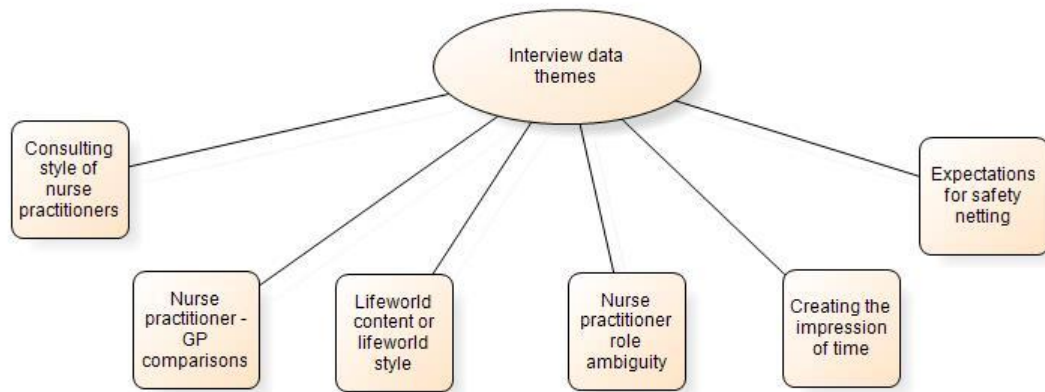 Interview data
themes
Consulting
style of
nurse
practitioners
Expectations
for safety
netting
Nurse
practitioner -
GP
comparisons
Lifeworld
content or
lifeworld
style
Nurse
practitioner
role
ambiguity
Creating the
impression
of time